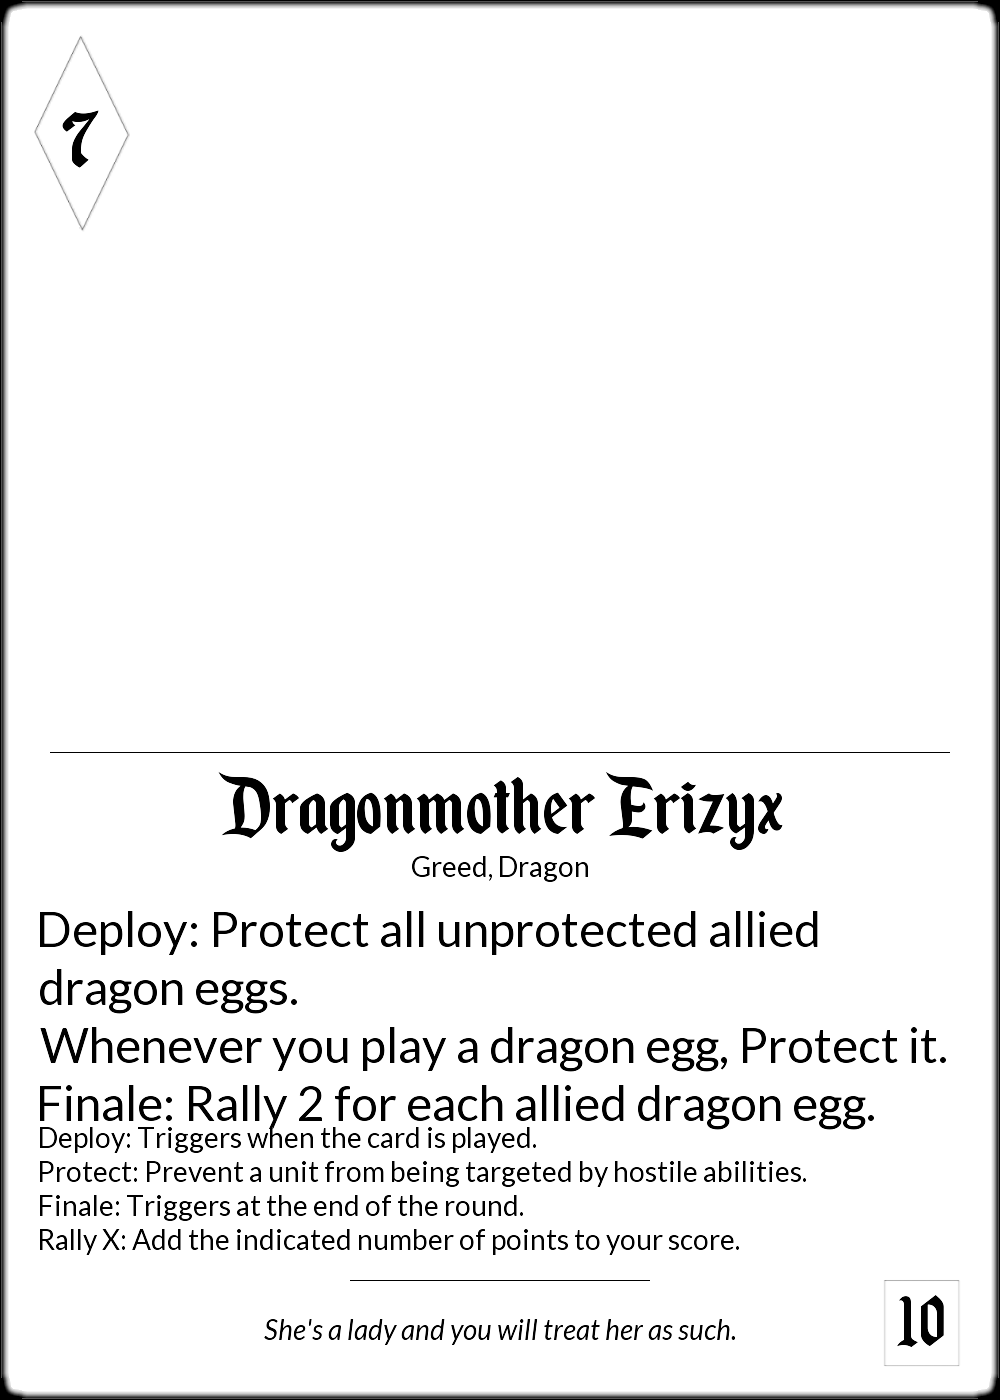 7
Dragonmother Erizyx
Greed, Dragon
Deploy: Protect all unprotected allied
dragon eggs.
Whenever you play a dragon egg, Protect it.
Finale: Rally 2 for each allied dragon egg.
Deploy: Triggers when the card is played.
Protect: Prevent a unit from being targeted by hostile abilities.
Finale: Triggers at the end of the round.
Rally X: Add the indicated number of points to your score.
She's a lady and you will treat her as such.
10